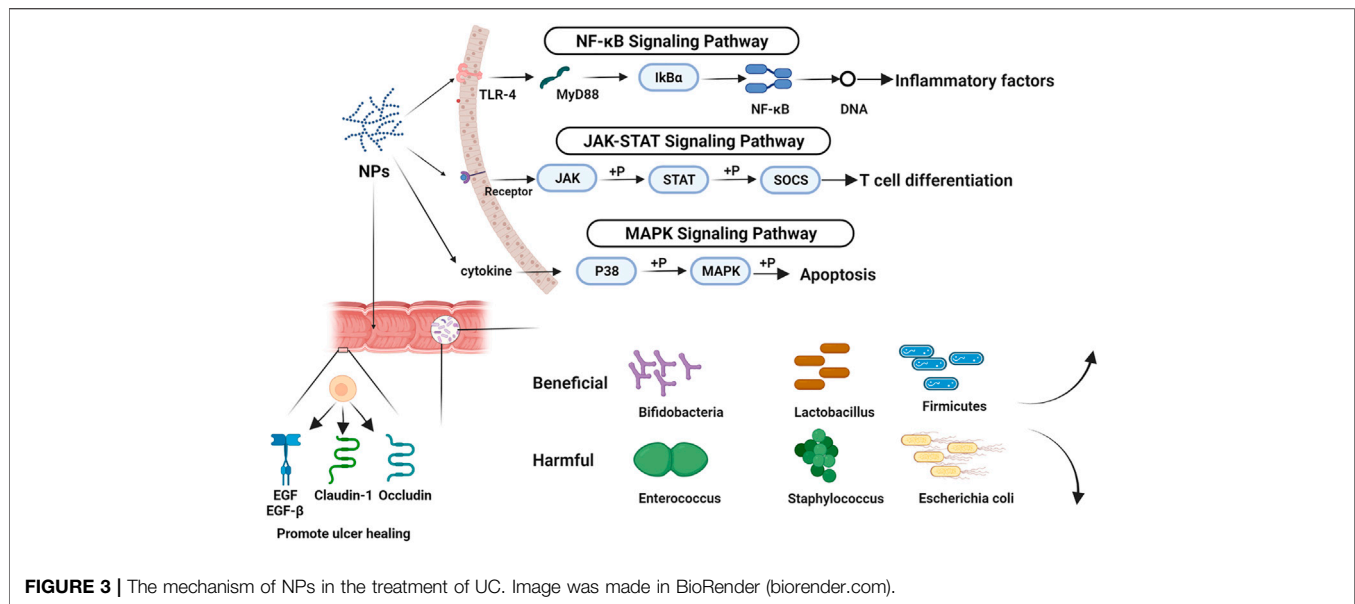 NF-κB Signaling Pathway
TLR-4
MyD88
IkBα
NF-κB
DNA
Inflammatory factors
NPs
JAK-STAT Signaling Pathway
Receptor
JAK
+P
STAT
+P
SOCS
T cell differentiation
MAPK Signaling Pathway
cytokine
P38
+P
MAPK
+P
Apoptosis
Beneficial
Bifidobacteria
Lactobacillus
Firmicutes
Harmful
Enterococcus
Staphylococcus
Escherichia coli
EGF
EGF-β
Claudin-1
Occludin
Promote ulcer healing
FIGURE 3 | The mechanism of NPs in the treatment of UC. Image was made in BioRender (biorender.com).